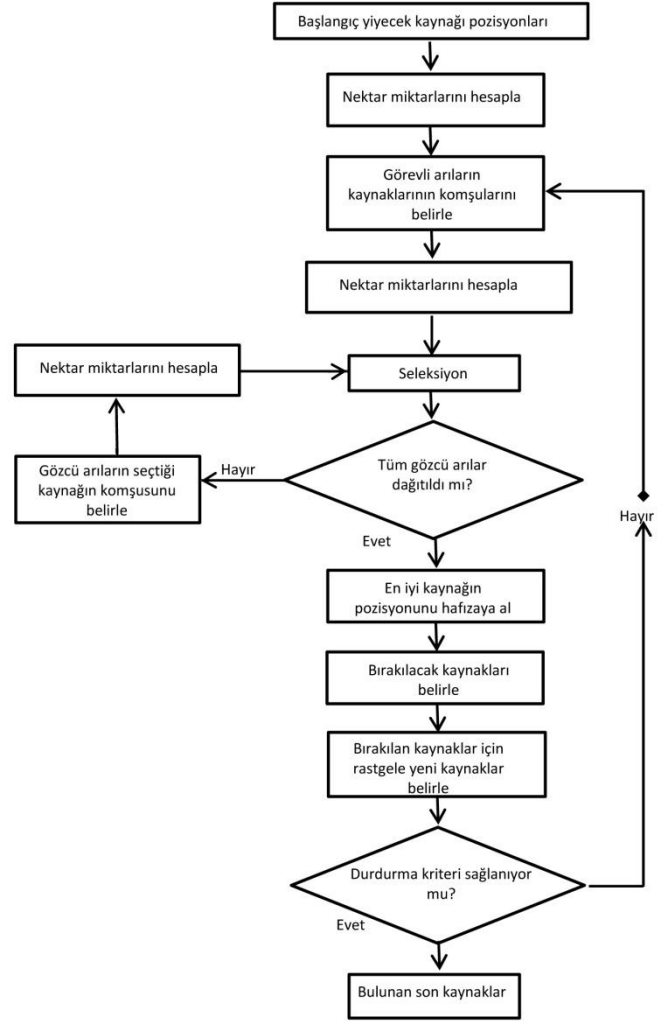 Başlangıç yiyecek kaynağı pozisyonları
Nektar miktarlarını hesapla
Görevli arıların
kaynaklarının komşularını
belirle
Nektar miktarlarını hesapla
Nektar miktarlarını hesapla
Seleksiyon
Tüm gözcü arılar
dağıtıldı mı?
Hayır
Gözcü arıların seçtiği
kaynağın komşusunu
belirle
Evet
En iyi kaynağın
pozisyonunu hafızaya al
Bırakılacak kaynakları
belirle
Bırakılan kaynaklar için
rastgele yeni kaynaklar
belirle
Durdurma kriteri sağlanıyor
mu?
Hayır
Evet
Bulunan son kaynaklar